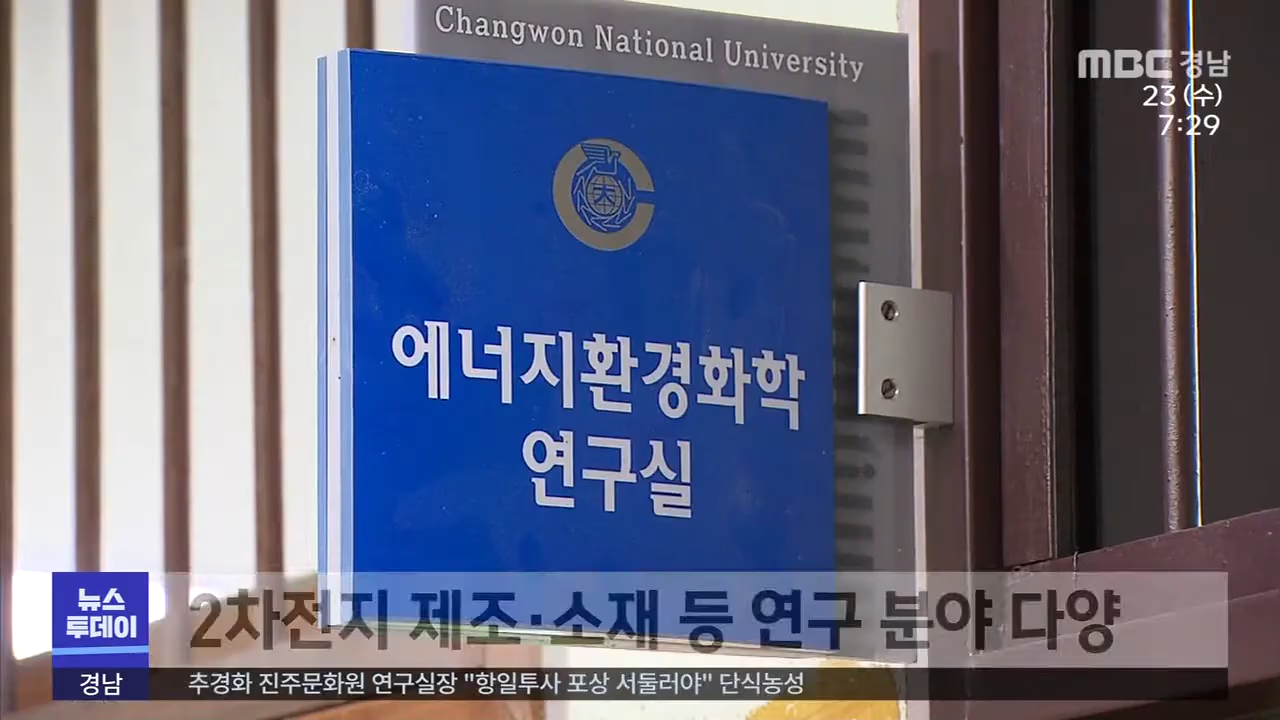 Changwon National University
MBC 경남
23 (수)
7:29
에너지환경화학
연구실
뉴스
투데이
2차전지 제조·소재 등 연구 분야 다양
경남
추경화 진주문화원 연구실장 "항일투사 포상 서둘러야" 단식농성